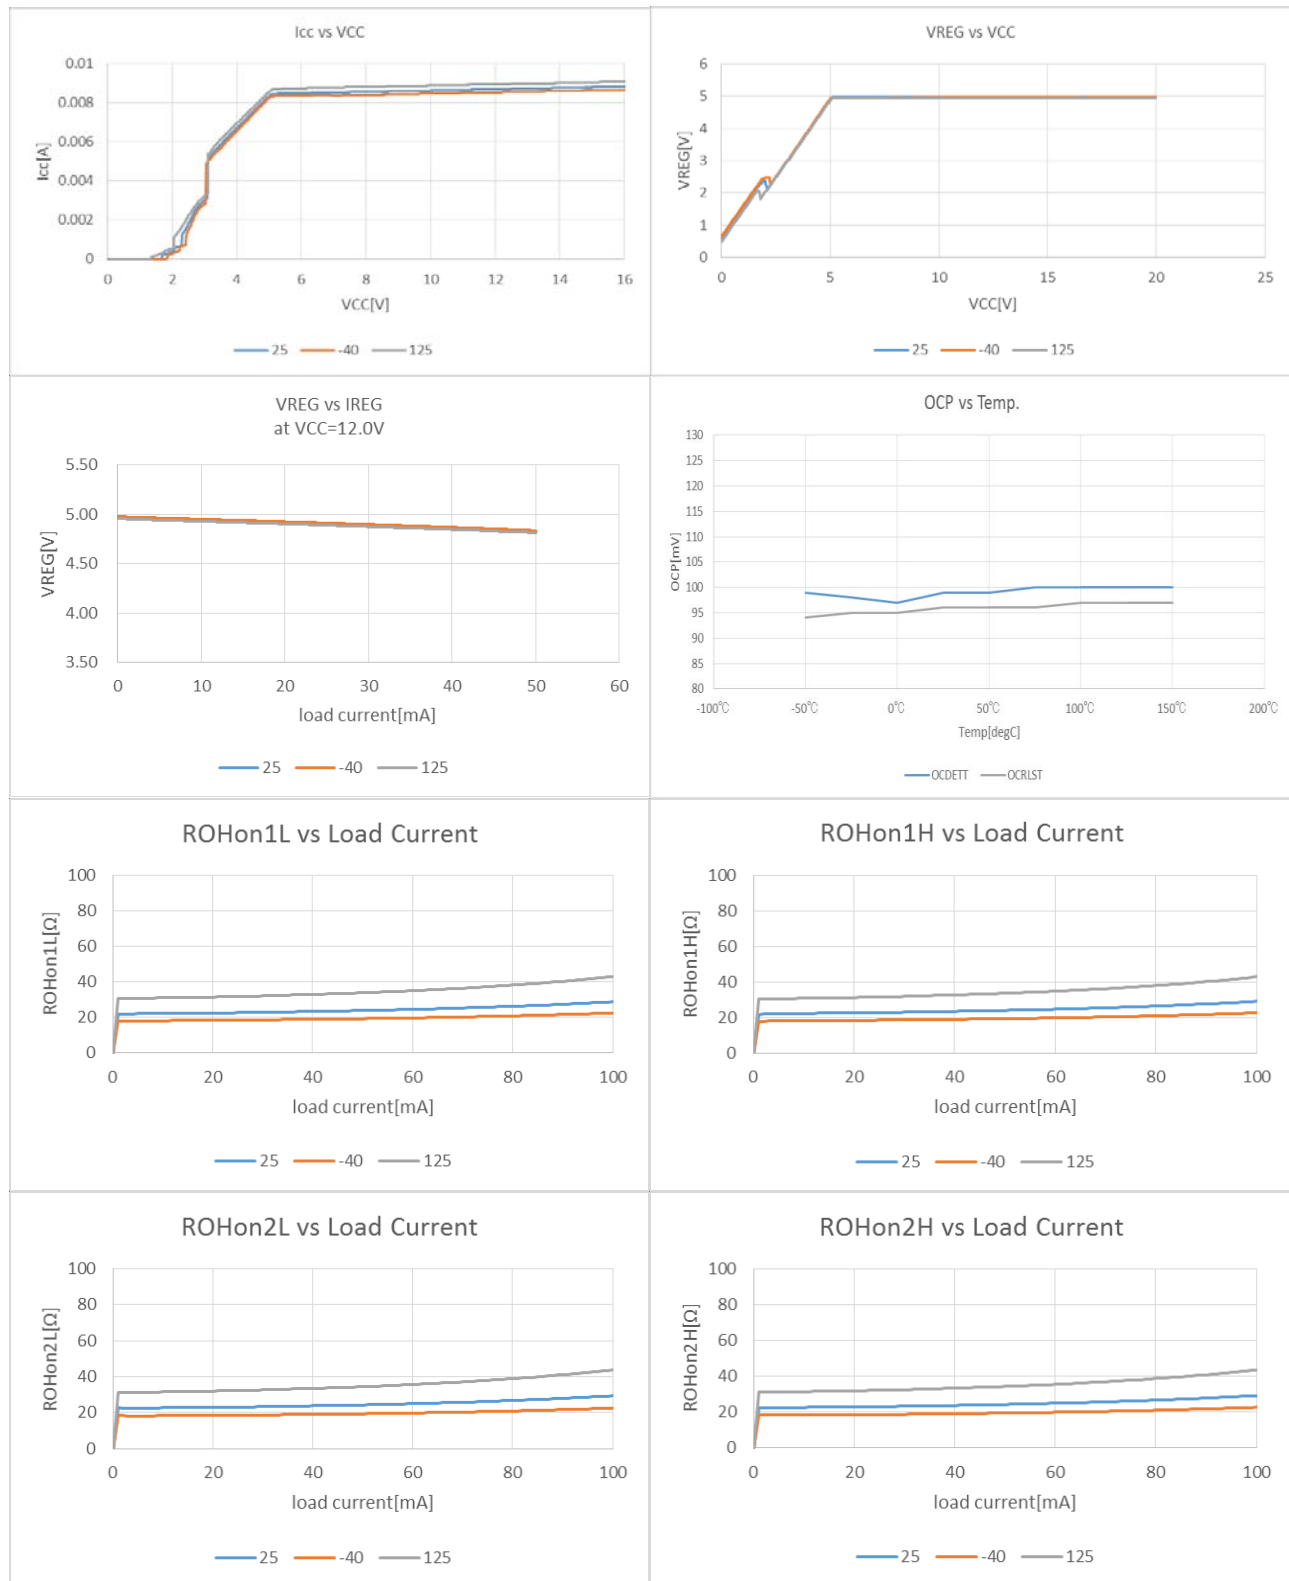 Icc vs VCC
0.01
0.008
0.006
0.004
0.002
0
Icc[A]
0 2 4 6 8 10 12 14 16
VCC[V]
25 -40 125
VREG vs VCC
6
5
4
3
2
1
0
VREG[V]
0 5 10 15 20 25
VCC[V]
25 -40 125
VREG vs IREG
at VCC=12.0V
5.50
5.00
4.50
4.00
3.50
VREG[V]
0 10 20 30 40 50 60
load current[mA]
25 -40 125
OCP vs Temp.
130
125
120
115
110
105
100
95
90
85
80
OCP[mV]
-100℃ -50℃ 0℃ 50℃ 100℃ 150℃ 200℃
Temp[degC]
OCDETT OCRLST
ROHon1L vs Load Current
100
80
60
40
20
0
ROHon1L[Ω]
0 20 40 60 80 100
load current[mA]
25 -40 125
ROHon1H vs Load Current
100
80
60
40
20
0
ROHon1H[Ω]
0 20 40 60 80 100
load current[mA]
25 -40 125
ROHon2L vs Load Current
100
80
60
40
20
0
ROHon2L[Ω]
0 20 40 60 80 100
load current[mA]
25 -40 125
ROHon2H vs Load Current
100
80
60
40
20
0
ROHon2H[Ω]
0 20 40 60 80 100
load current[mA]
25 -40 125